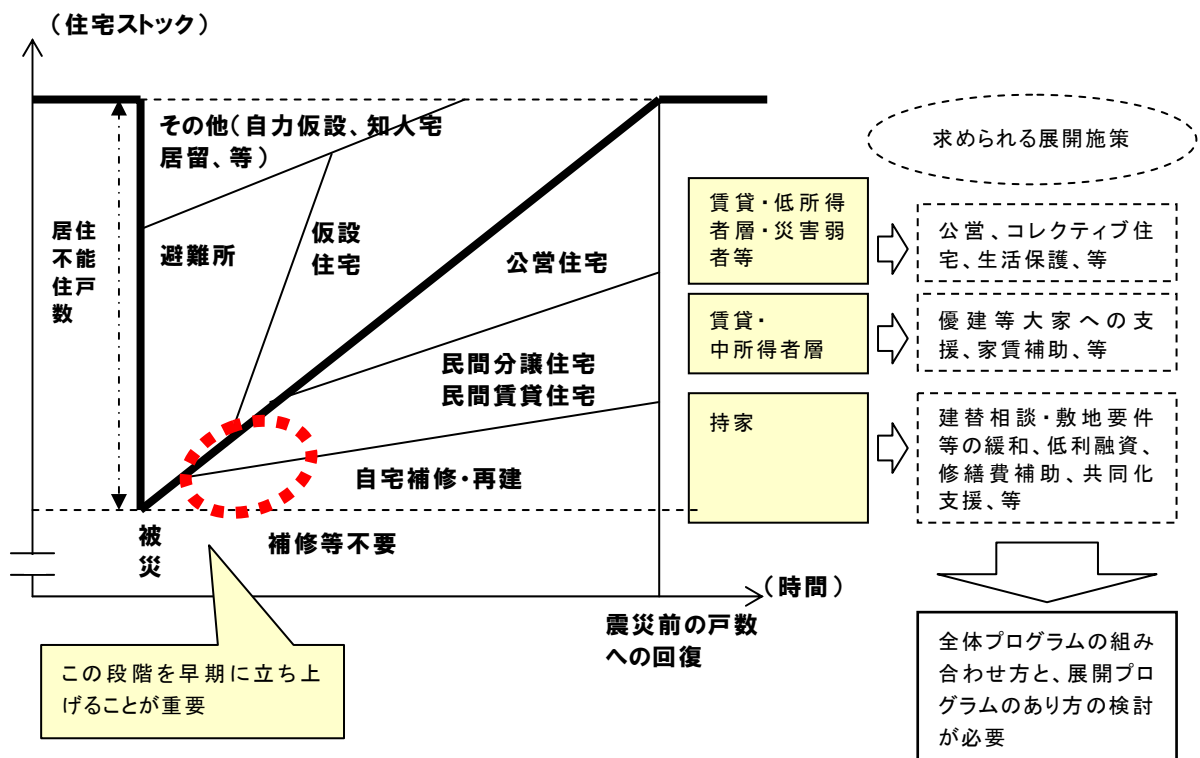 （住宅ストック）
その他（自力仮設、知人宅
居留、等）
居住
不能
住戸
数
避難所
仮設
住宅
公営住宅
民間分譲住宅
民間賃貸住宅
自宅補修・再建
被
災
補修等不要
（時間）
震災前の戸数
への回復
この段階を早期に立ち上
げることが重要
求められる展開施策
賃貸・低所得
者層・災害弱
者等
公営、コレクティブ住
宅、生活保護、等
賃貸・
中所得者層
優建等大家への支
援、家賃補助、等
持家
建替相談・敷地要件
等の緩和、低利融資、
修繕費補助、共同化
支援、等
全体プログラムの組み
合わせ方と、展開プロ
グラムのあり方の検討
が必要